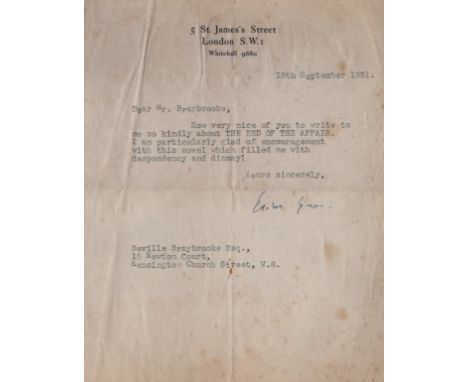 5 St. James's Street
London S.W.1
Whitehall 9680
12th September 1951.
Dear Mr. Braybrooke,
How very nice of you to write to
me so kindly about THE END OF THE AFFAIR.
I am particularly glad of encouragement
with this novel which filled me with
despondency and dismay!
Yours sincerely,
Neville Braybrooke Esq.,
Newton Court,
Kensington Church Street, W.8.